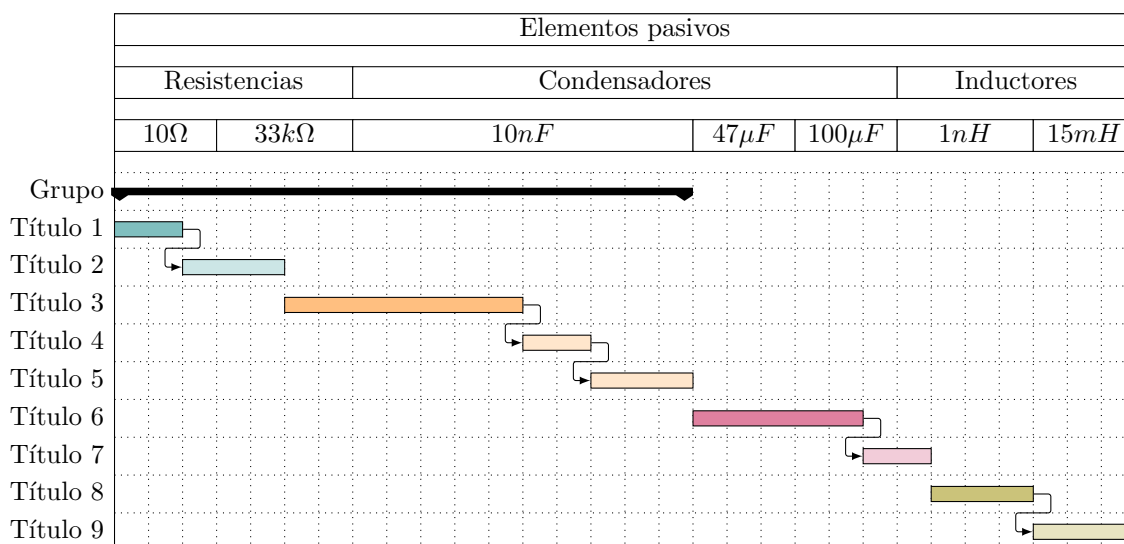 Elementos pasivos
Resistencias Condensadores Inductores
10Ω 33kΩ 10nF 47μF 100μF 1nH 15mH
Grupo
Título 1
Título 2
Título 3
Título 4
Título 5
Título 6
Título 7
Título 8
Título 9